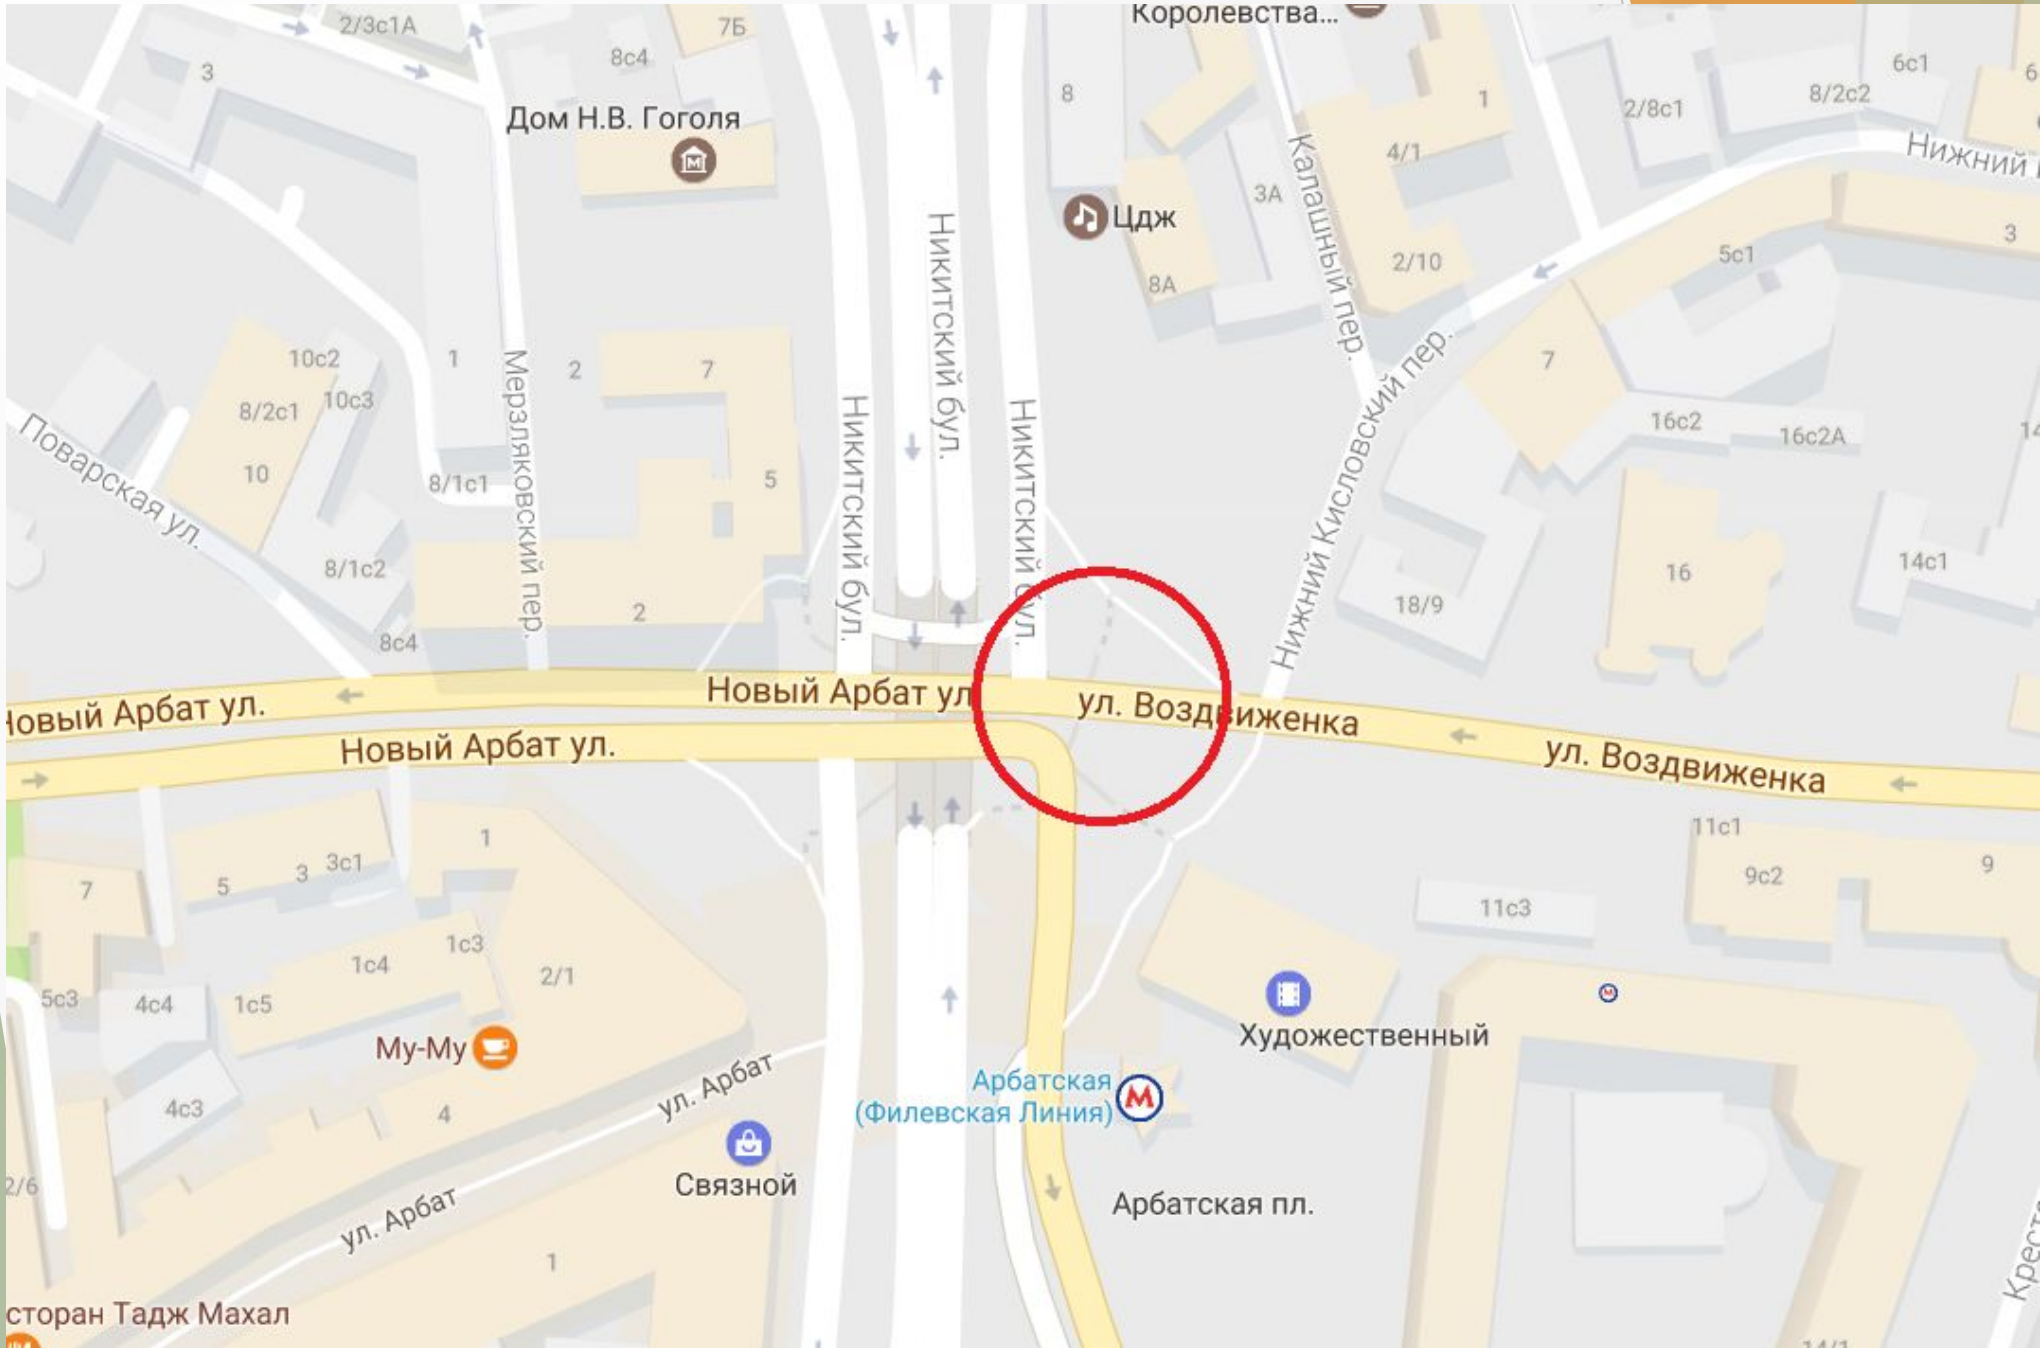 Королевства...
2/3с1А
7Б
8с4
3
8
1
6с1
2/8с1
8/2с2
6
Дом Н.В. Гоголя
4/1
Калашный пер.
Нижний
3А
Цдж
2/10
3
5с1
8А
Никитский бул.
10с2
1
2
7
7
8/2с1
10с3
Мерзляковский пер.
Никитский бул.
Никитский бул.
Нижний Кисловский пер.
16с2
16с2А
14
Поварская ул.
10
8/1с1
5
8/1с2
16
14с1
18/9
2
8с4
Новый Арбат ул.
Новый Арбат ул
ул. Воздвиженка
Новый Арбат ул.
ул. Воздвиженка
1
11с1
7
5
3
3с1
9с2
9
11с3
1с3
1с4
2/1
5с3
4с4
1с5
Му-Му
Художественный
ул. Арбат
Арбатская
(Филевская Линия)
М
4с3
4
2/6
Связной
Арбатская пл.
ул. Арбат
1
сторан Тадж Махал
14/1